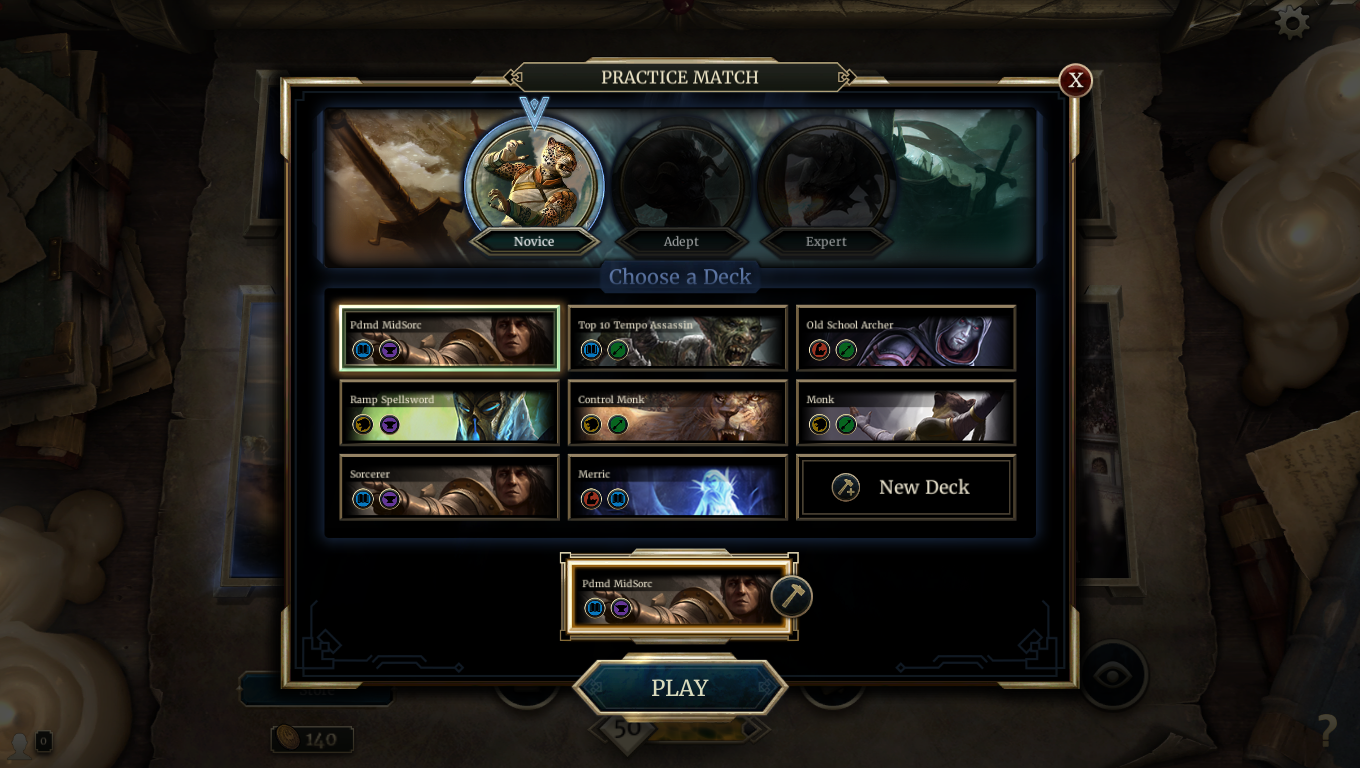 PRACTICE MATCH
X
Novice
Adept
Expert
Choose a Deck
Pdmd MidSorc
Top 10 Tempo Assassin
Old School Archer
Ramp Spellsword
Control Monk
Monk
Sorcerer
Merric
New Deck
Pdmd MidSorc
PLAY
Store
50
140
0
?